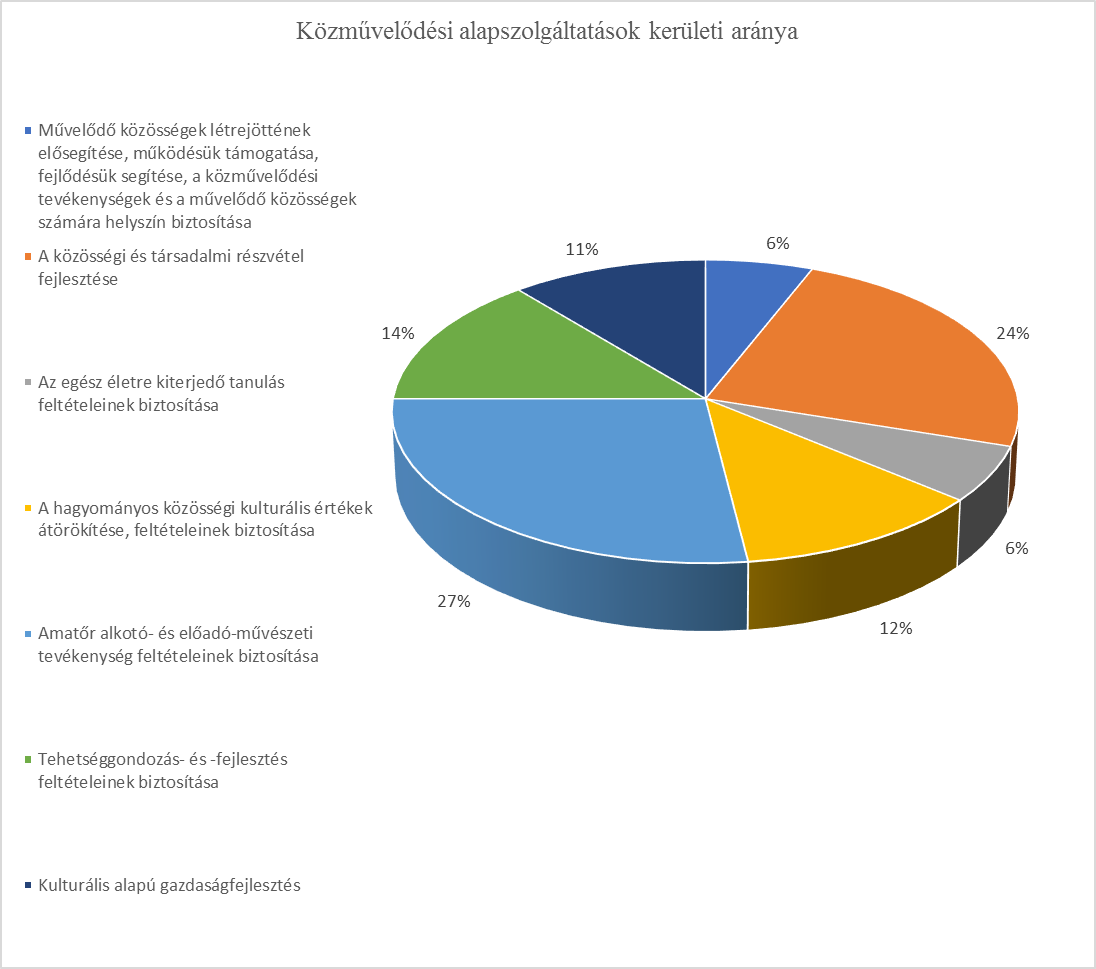 Közművelődési alapszolgáltatások kerületi aránya
Művelődő közösségek létrejöttének
elősegítése, működésük támogatása,
fejlődésük segítése, a közművelődési
tevékenységek és a művelődő közösségek
számára helyszín biztosítása
A közösségi és társadalmi részvétel
fejlesztése
Az egész életre kiterjedő tanulás
feltételeinek biztosítása
A hagyományos közösségi kulturális értékek
átörökítése, feltételeinek biztosítása
Amatőr alkotó- és előadó-művészeti
tevékenység feltételeinek biztosítása
Tehetséggondozás- és -fejlesztés
feltételeinek biztosítása
Kulturális alapú gazdaságfejlesztés
6%
24%
6%
12%
27%
14%
11%